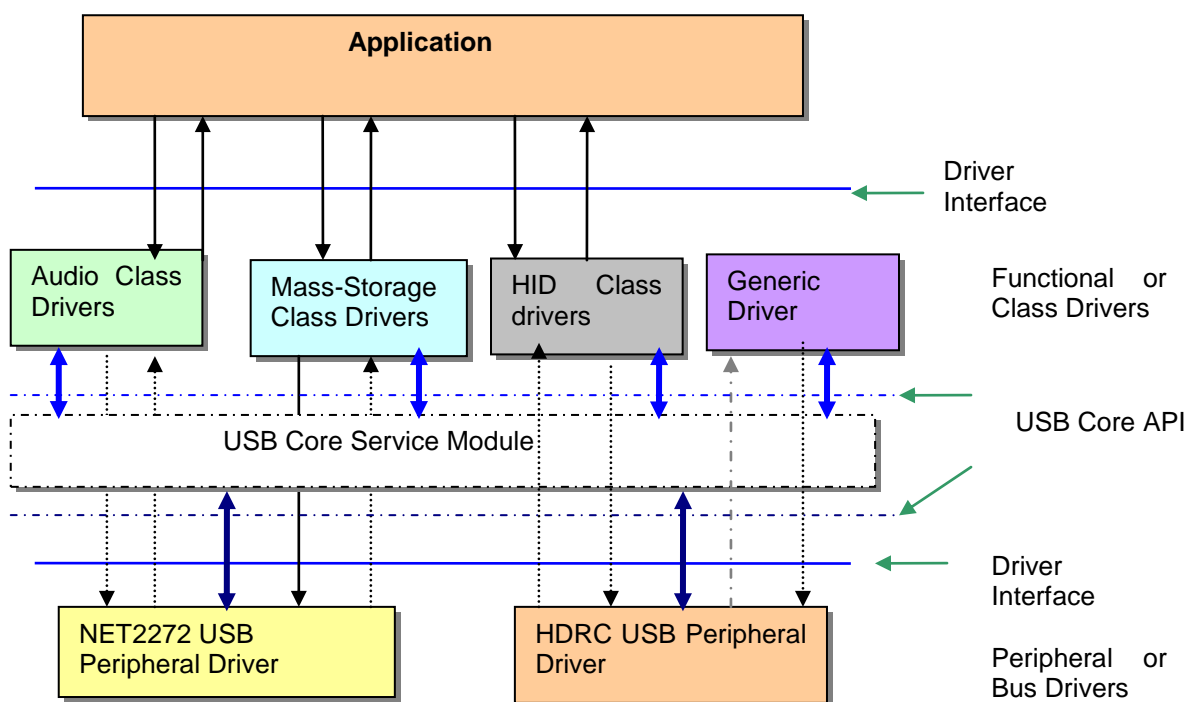 Application
Driver
Interface
Audio Class
Drivers
Mass-Storage
Class Drivers
HID Class
drivers
Generic
Driver
Functional or
Class Drivers
USB Core Service Module
USB Core API
Driver
Interface
NET2272 USB
Peripheral Driver
HDRC USB Peripheral
Driver
Peripheral or
Bus Drivers